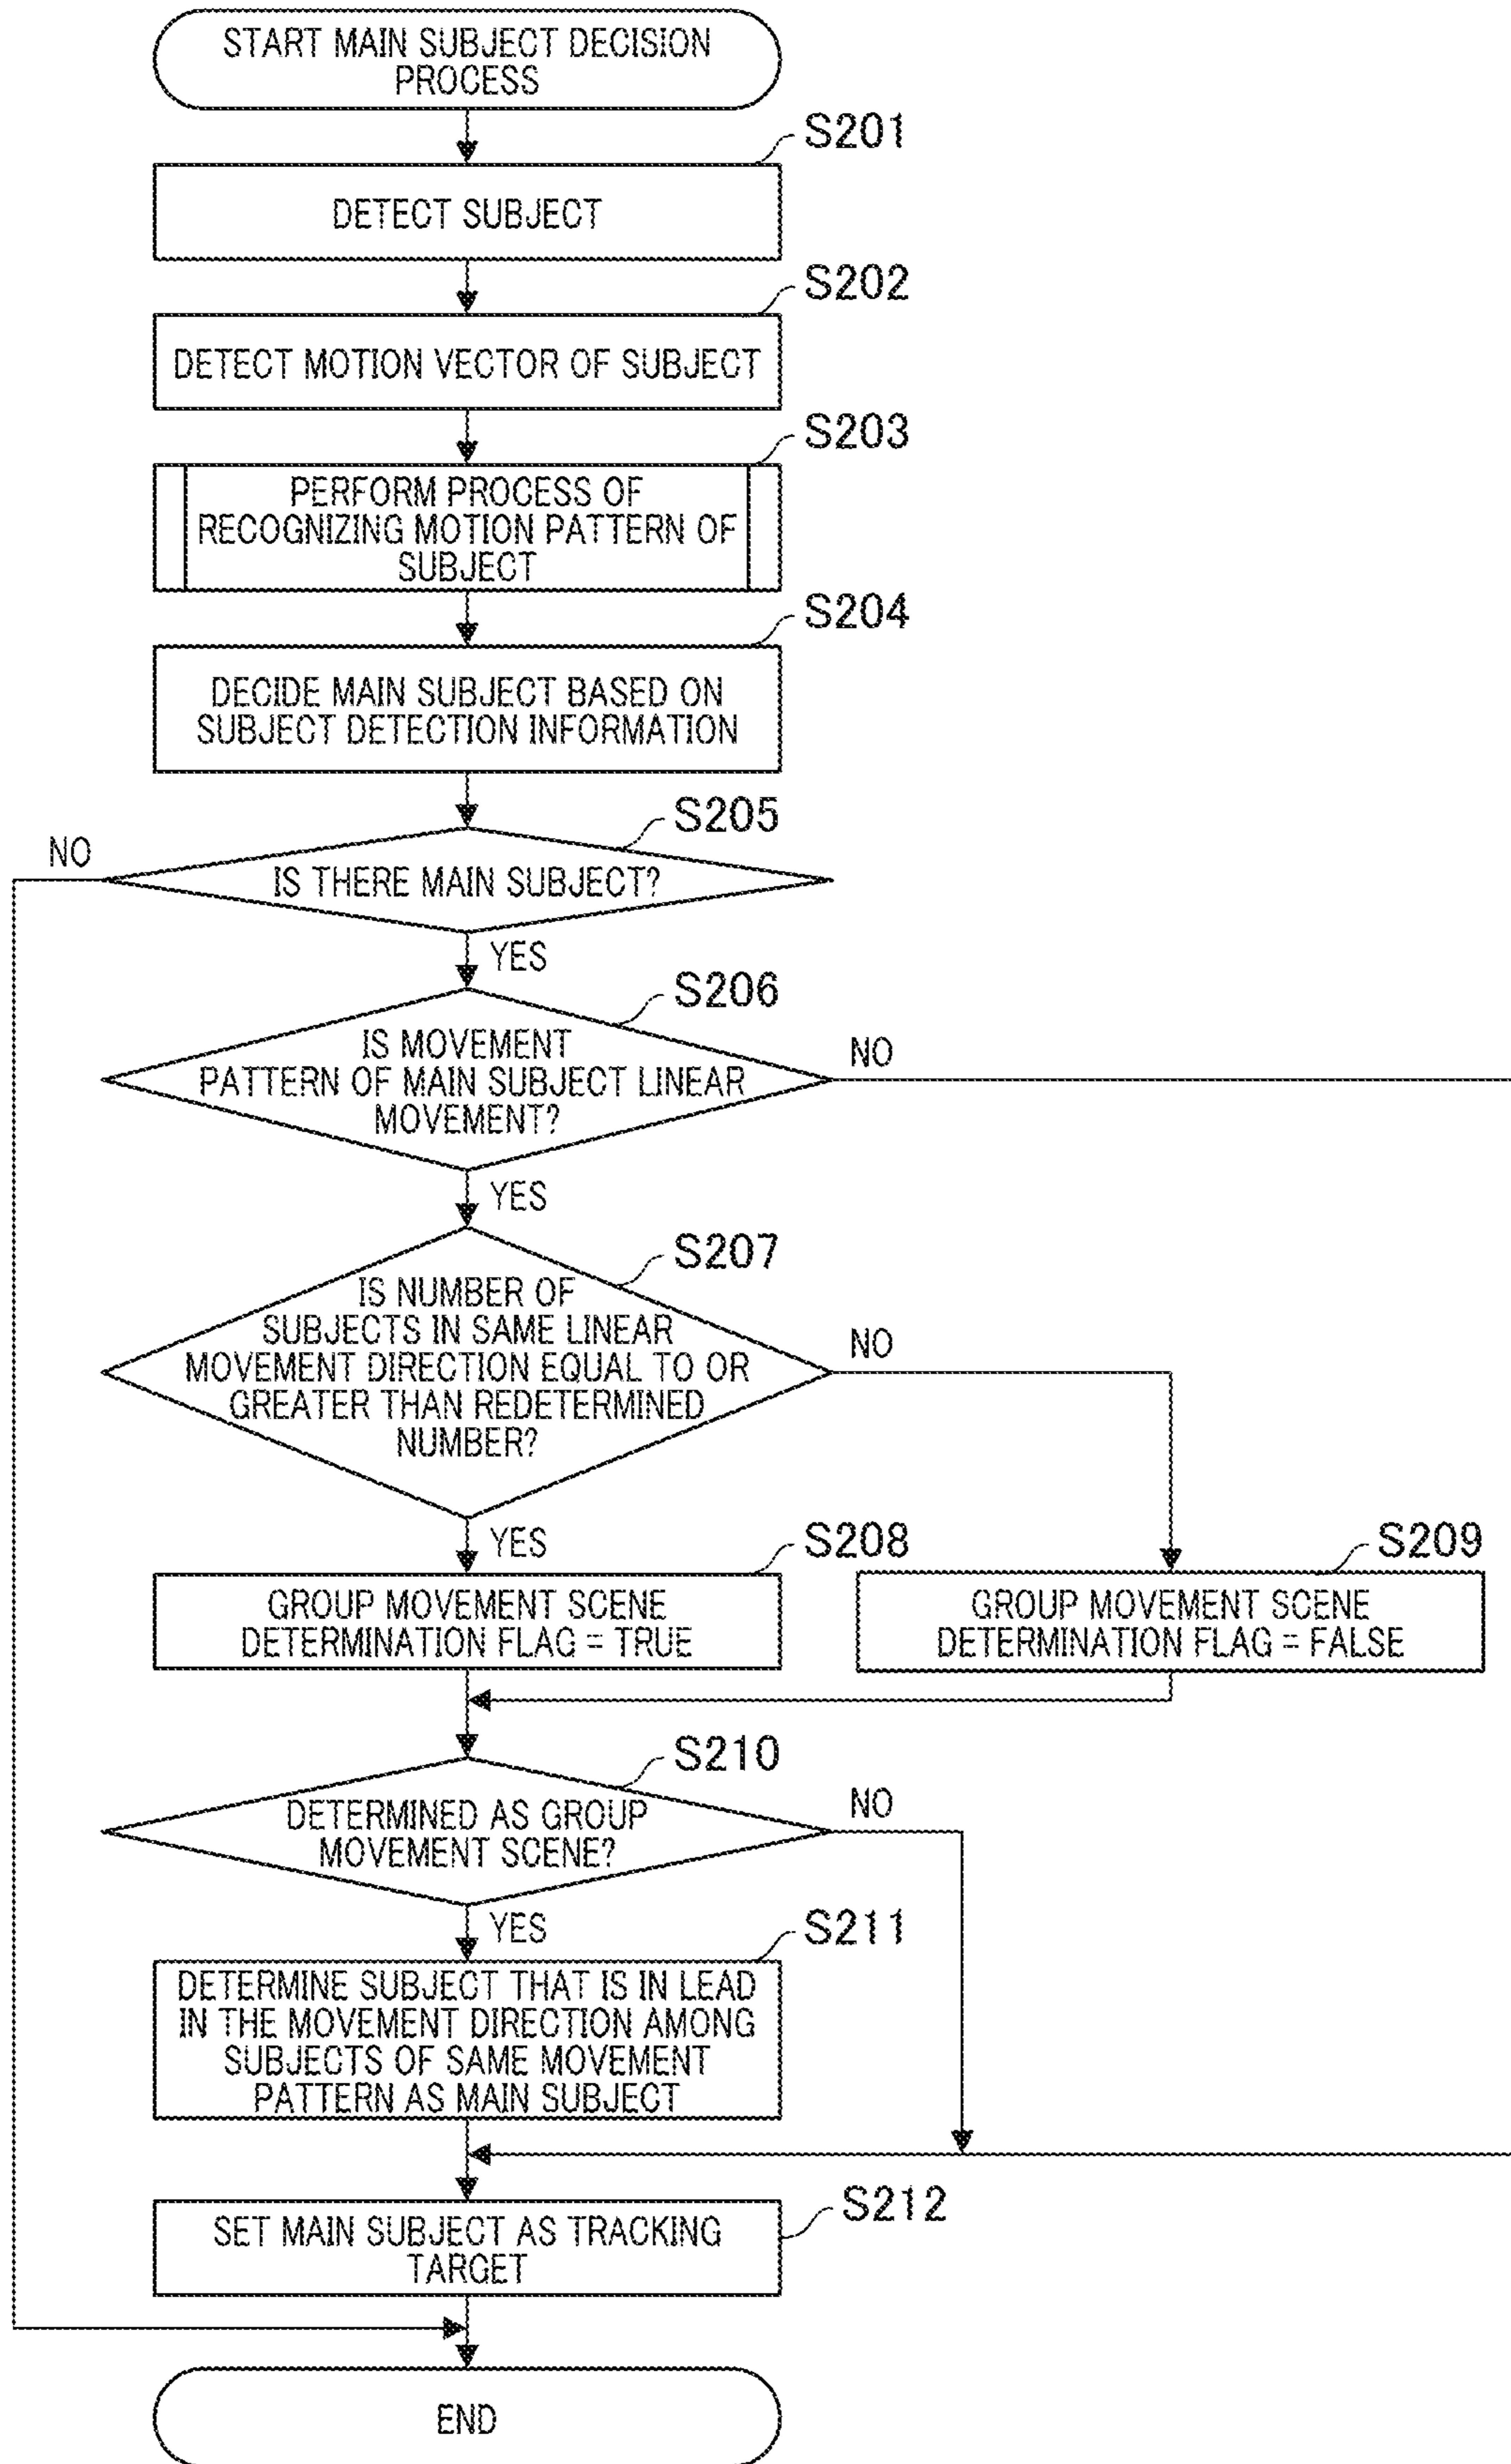 START MAIN SUBJECT DECISION
PROCESS
S201
DETECT SUBJECT
S202
DETECT MOTION VECTOR OF SUBJECT
S203
PERFORM PROCESS OF
RECOGNIZING MOTION PATTERN OF
SUBJECT
S204
DECIDE MAIN SUBJECT BASED ON
SUBJECT DETECTION INFORMATION
S205
NO
IS THERE MAIN SUBJECT?
YES
S206
IS MOVEMENT
PATTERN OF MAIN SUBJECT LINEAR
MOVEMENT?
NO
YES
S207
IS NUMBER OF
SUBJECTS IN SAME LINEAR
MOVEMENT DIRECTION EQUAL TO OR
GREATER THAN REDETERMINED
NUMBER?
NO
YES
S208
GROUP MOVEMENT SCENE
DETERMINATION FLAG = TRUE
S209
GROUP MOVEMENT SCENE
DETERMINATION FLAG = FALSE
S210
DETERMINED AS GROUP
MOVEMENT SCENE?
NO
YES
S211
DETERMINE SUBJECT THAT IS IN LEAD
IN THE MOVEMENT DIRECTION AMONG
SUBJECTS OF SAME MOVEMENT
PATTERN AS MAIN SUBJECT
S212
SET MAIN SUBJECT AS TRACKING
TARGET
END